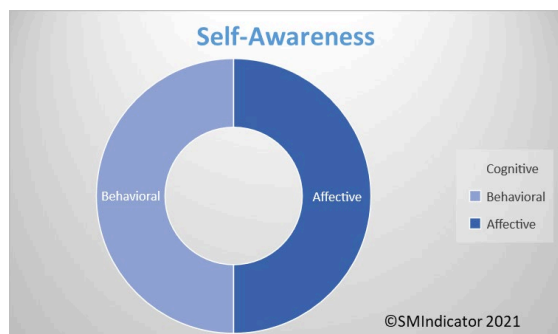 Self-Awareness
Behavioral
Affective
Cognitive
Behavioral
Affective
©SMIndicator 2021